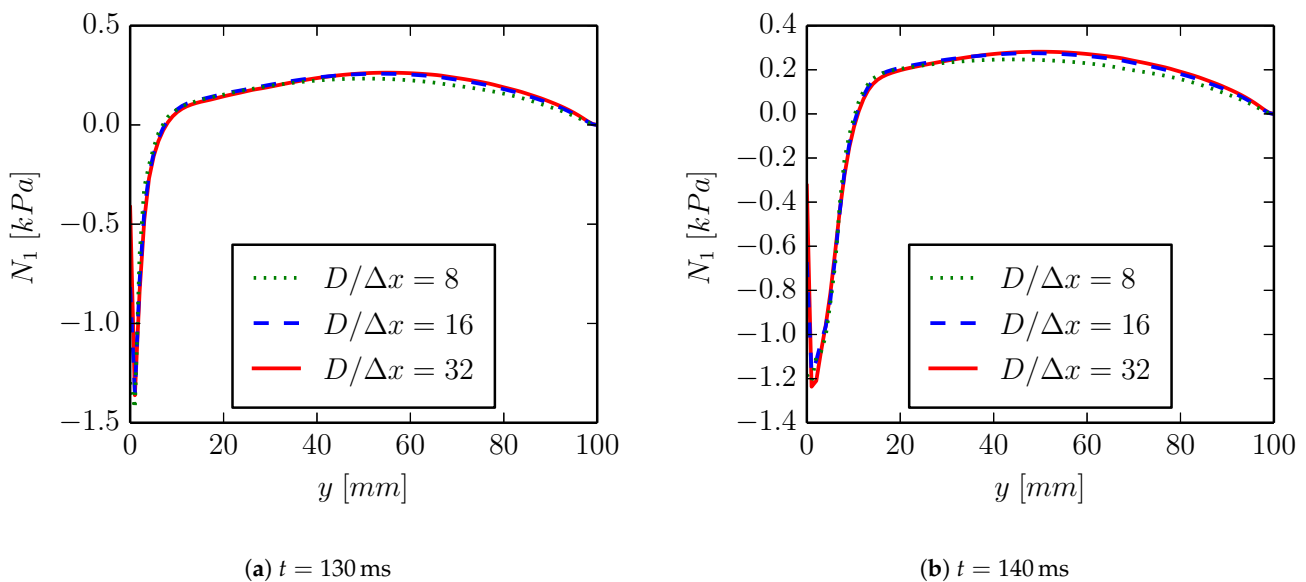 0.5
0.0
−0.5
−1.0
−1.5
N₁ [kPa]
0 20 40 60 80 100
y [mm]
D/Δx = 8
D/Δx = 16
D/Δx = 32
(a) t = 130 ms
0.4
0.2
0.0
−0.2
−0.4
−0.6
−0.8
−1.0
−1.2
−1.4
N₁ [kPa]
0 20 40 60 80 100
y [mm]
D/Δx = 8
D/Δx = 16
D/Δx = 32
(b) t = 140 ms